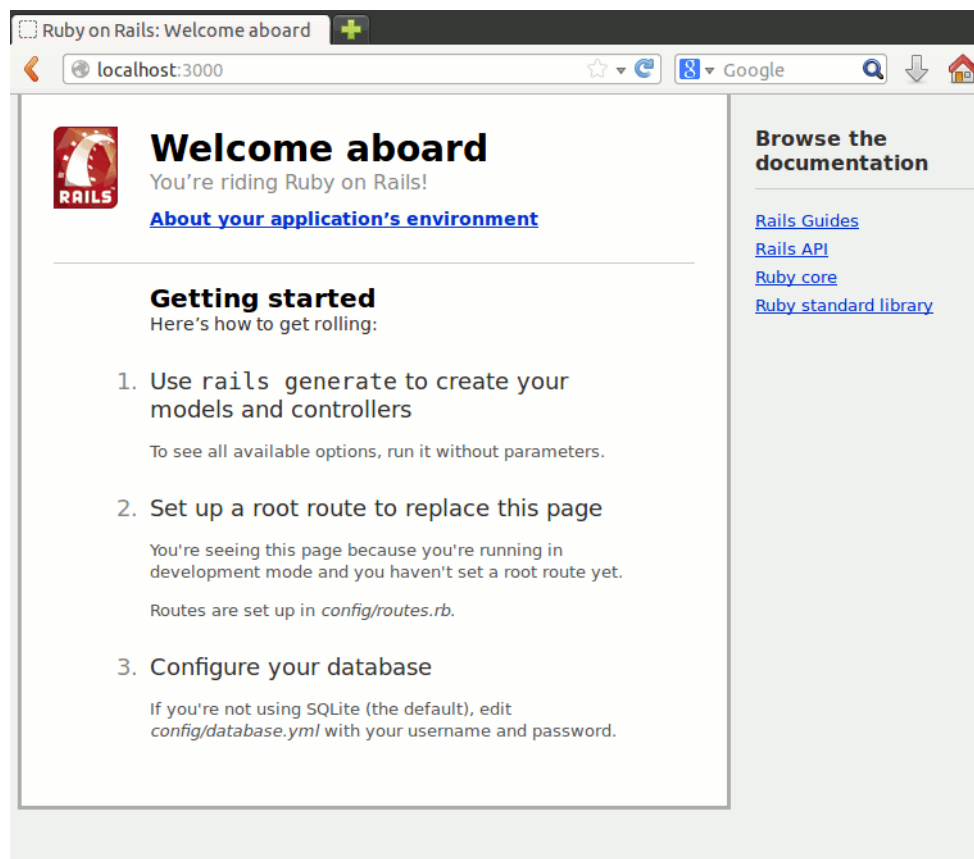 Ruby on Rails: Welcome aboard
localhost:3000
8
Google
RAILS
Welcome aboard
You’re riding Ruby on Rails!
About your application’s environment
Getting started
Here’s how to get rolling:
1. Use rails generate to create your
models and controllers
To see all available options, run it without parameters.
2. Set up a root route to replace this page
You're seeing this page because you're running in
development mode and you haven't set a root route yet.
Routes are set up in config/routes.rb.
3. Configure your database
If you're not using SQLite (the default), edit
config/database.yml with your username and password.
Browse the
documentation
Rails Guides
Rails API
Ruby core
Ruby standard library